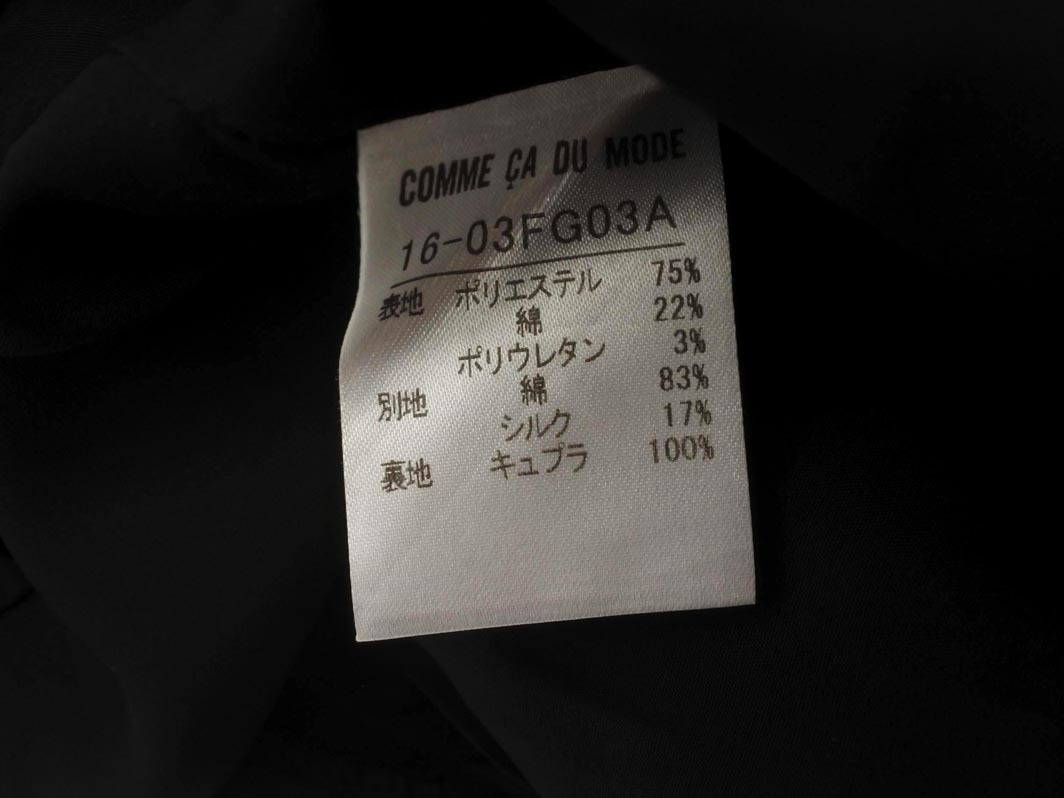 COMME ÇA DU MODE
16-03FG03A
表地 ポリエステル 75%
綿 22%
ポリウレタン 3%
別地 綿 83%
シルク 17%
裏地 キュプラ 100%